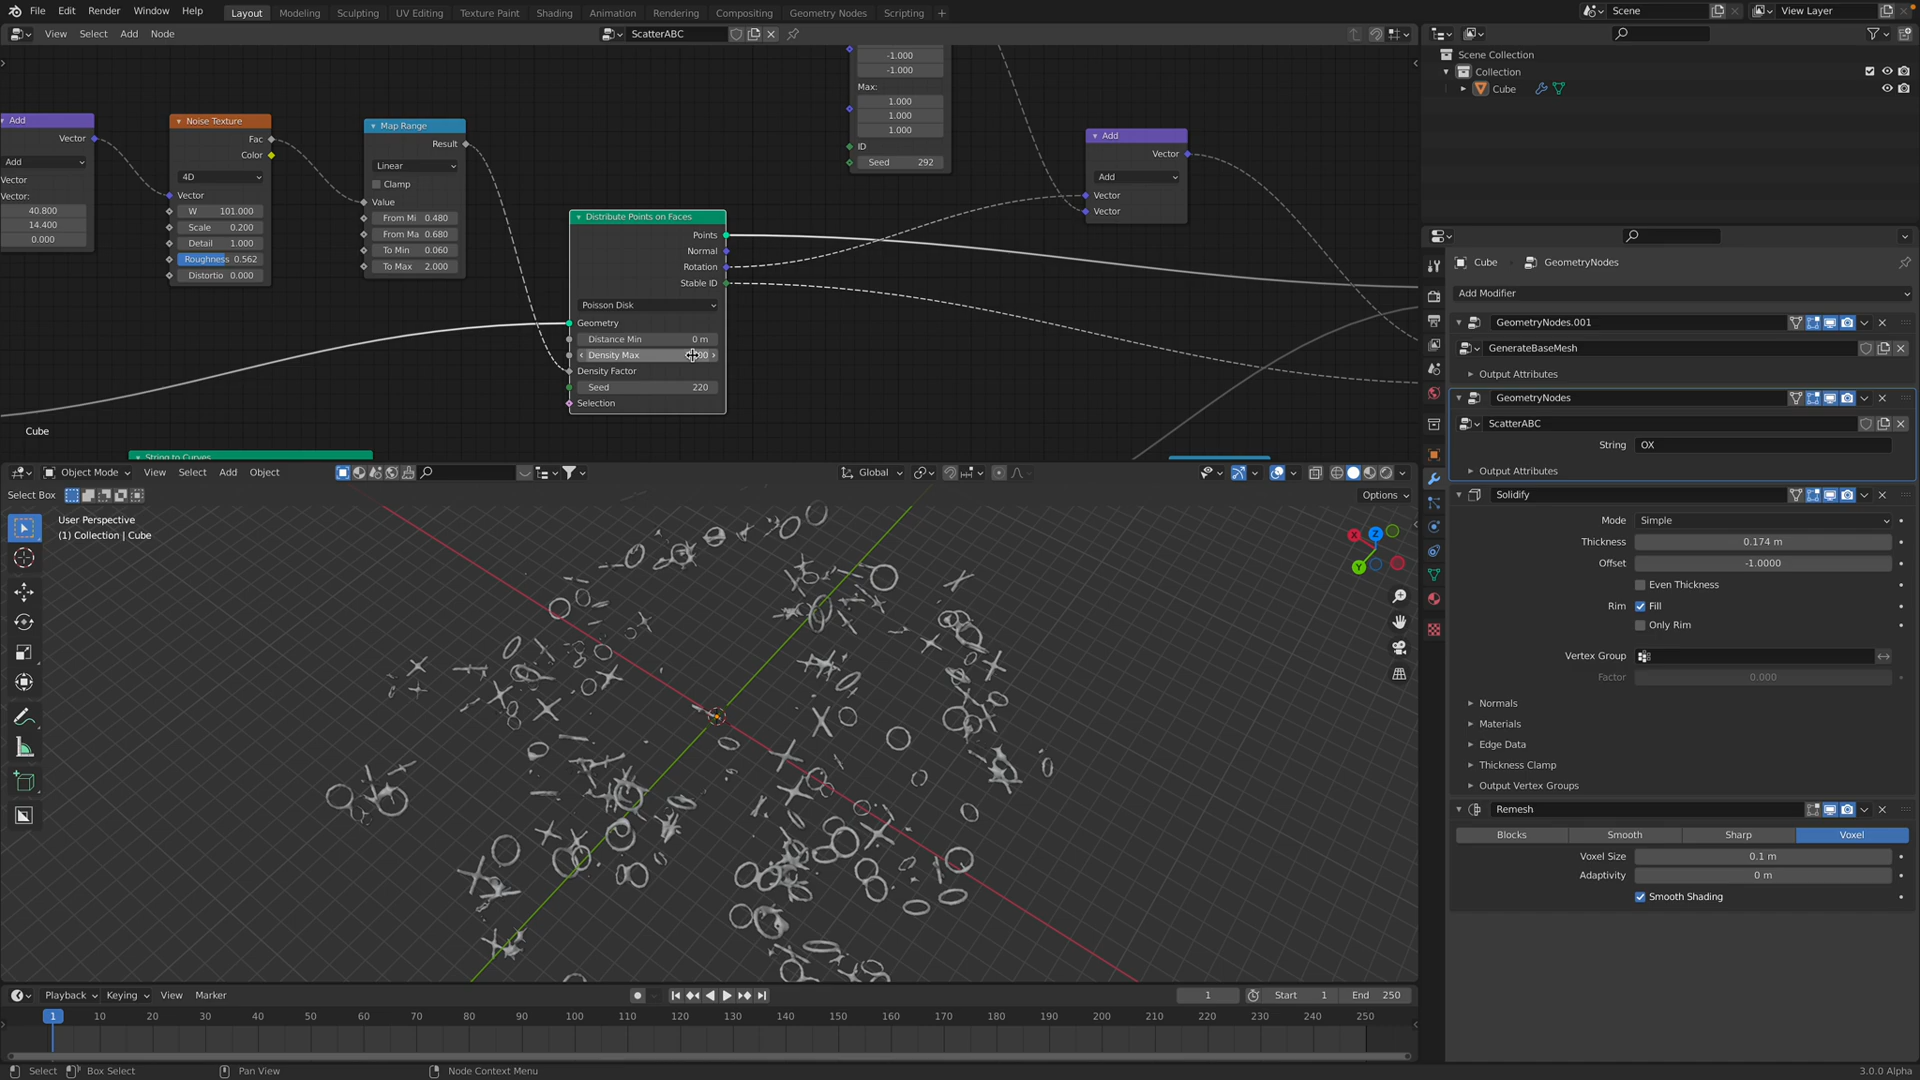 File Edit Render Window Help Layout Modeling Sculpting UV Editing Texture Paint Shading Animation Rendering Compositing Geometry Nodes Scripting + Scene View Layer
View Select Add Node ScatterABC
Scene Collection
Collection
Cube
Add
Vector
Add
Vector
Vector:
40.800
14.400
0.000
Noise Texture
Fac
Color
4D
Vector
W 101.000
Scale 0.200
Detail 1.000
Roughness 0.562
Distortio 0.000
Map Range
Result
Linear
Clamp
Value
From Mi 0.480
From Ma 0.680
To Min 0.060
To Max 2.000
Distribute Points on Faces
Points
Normal
Rotation
Stable ID
Poisson Disk
Geometry
Distance Min 0 m
Density Max
Density Factor
Seed 220
Selection
-1.000
-1.000
Max:
1.000
1.000
1.000
ID
Seed 292
Add
Vector
Add
Vector
Vector
Cube
String to Curves
Object Mode View Select Add Object Global
Select Box Options
User Perspective
(1) Collection | Cube
X
Z
Y
Cube GeometryNodes
Add Modifier
GeometryNodes.001
GenerateBaseMesh
Output Attributes
GeometryNodes
ScatterABC
String OX
Output Attributes
Solidify
Mode Simple
Thickness 0.174 m
Offset -1.0000
Even Thickness
Rim Fill
Only Rim
Vertex Group
Factor 0.000
Normals
Materials
Edge Data
Thickness Clamp
Output Vertex Groups
Remesh
Blocks Smooth Sharp Voxel
Voxel Size 0.1 m
Adaptivity 0 m
Smooth Shading
Playback Keying View Marker 1 Start 1 End 250
1 10 20 30 40 50 60 70 80 90 100 110 120 130 140 150 160 170 180 190 200 210 220 230 240 250
Select Box Select Pan View Node Context Menu 3.0.0 Alpha